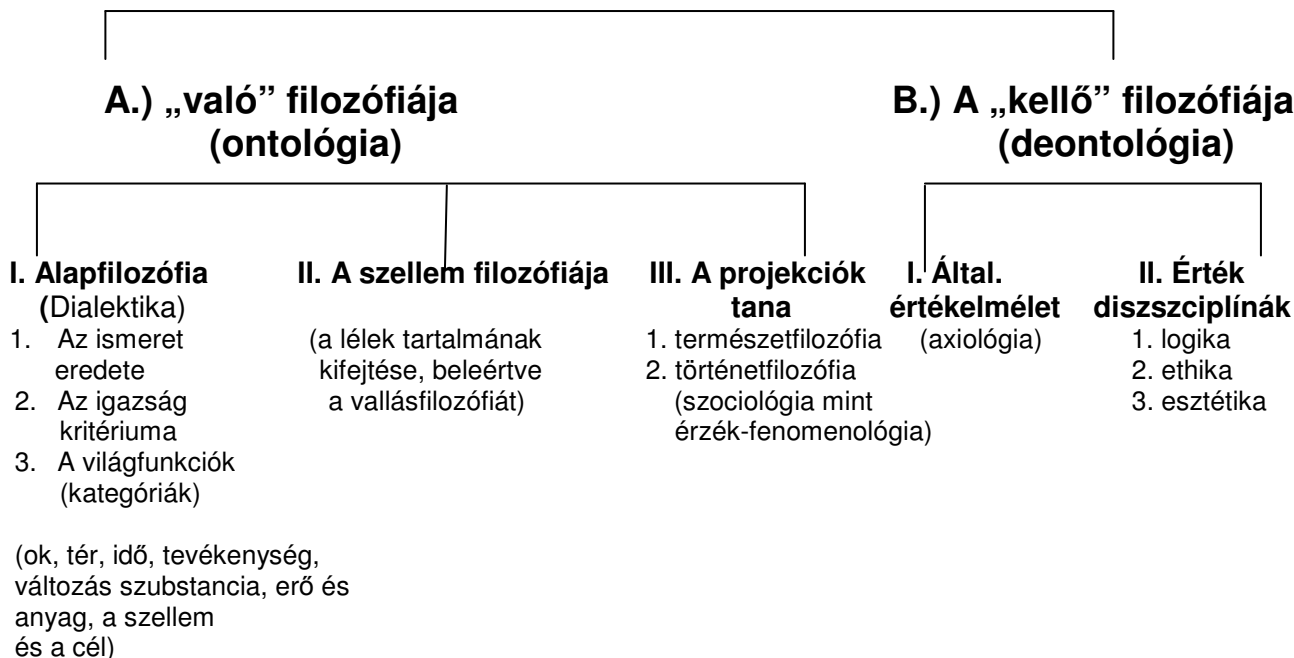 A.) „való” filozófiája
(ontológia)
B.) A „kellő” filozófiája
(deontológia)
I. Alapfilozófia
(Dialektika)
1. Az ismeret
eredete
2. Az igazság
kritériuma
3. A világfunkciók
(kategóriák)
(ok, tér, idő, tevékenység,
változás szubstancia, erő és
anyag, a szellem
és a cél)
II. A szellem filozófiája
(a lélek tartalmának
kifejtése, beleértve
a vallásfilozófiát)
III. A projekciók
tana
1. természetfilozófia
2. történetfilozófia
(szociológia mint
érzék-fenomenológia)
I. Által.
értékelmélet
(axiológia)
II. Érték
diszszciplínák
1. logika
2. ethika
3. esztétika